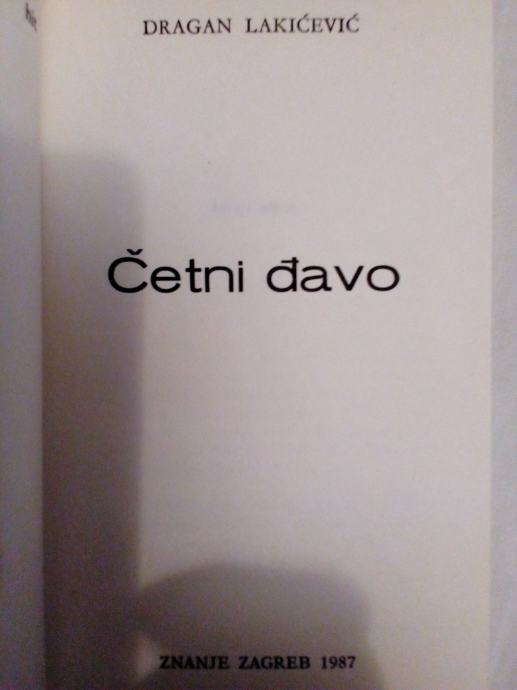 DRAGAN LAKIĆEVIĆ
Četni đavo
ZNANJE ZAGREB 1987